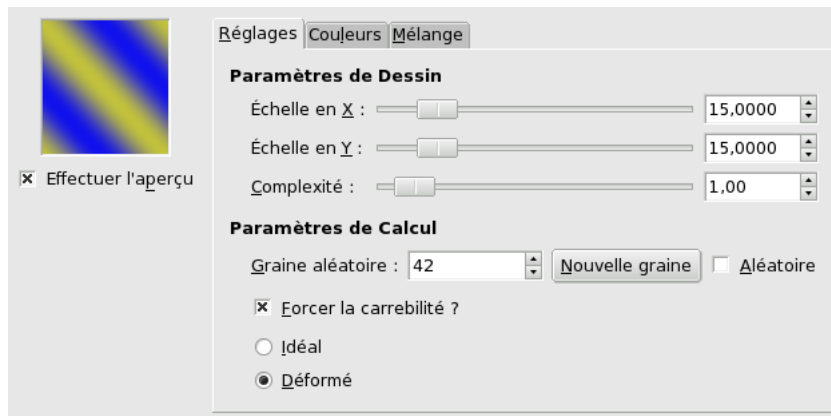 Réglages Couleurs Mélange
Paramètres de Dessin
Échelle en X : 15,0000
Échelle en Y : 15,0000
Complexité : 1,00
Effectuer l'aperçu
Paramètres de Calcul
Graine aléatoire : 42 Nouvelle graine Aléatoire
Forcer la carrebilité ?
Idéal
Déformé